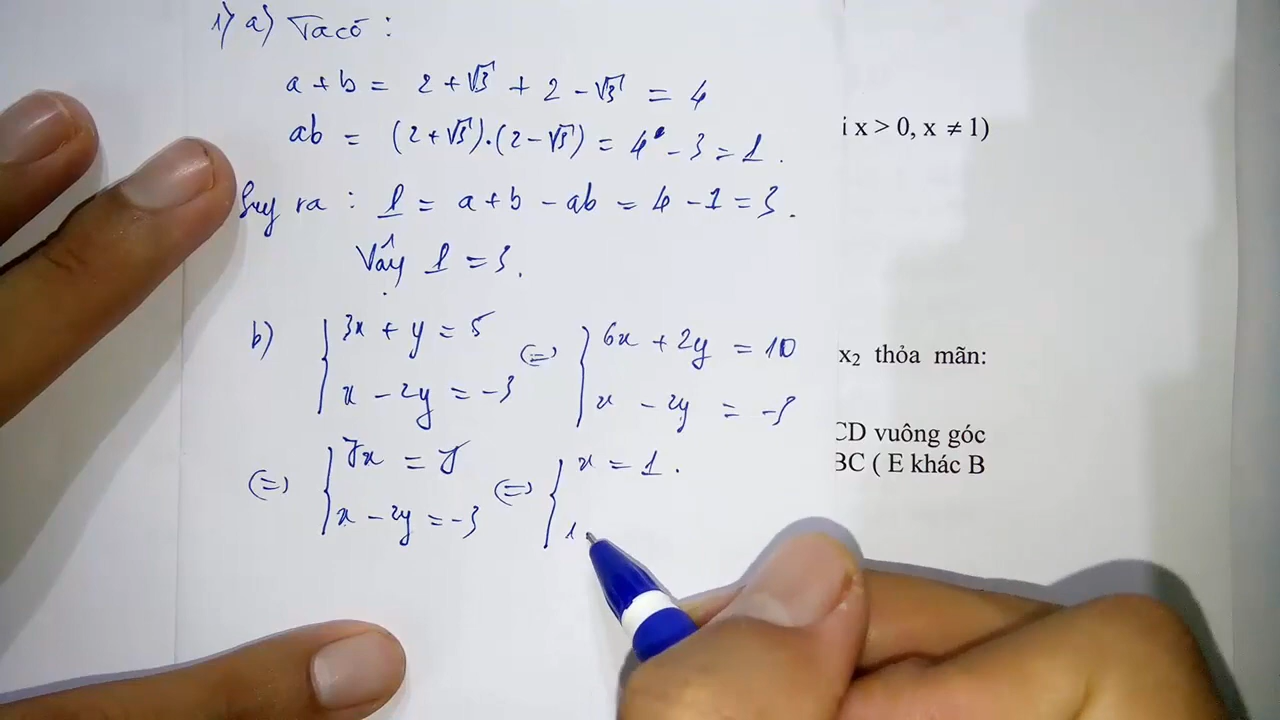 1) a) Ta có :
a + b = 2 + √3 + 2 - √3 = 4
ab = (2 + √3).(2 - √3) = 4 - 3 = 1 .
i x > 0, x ≠ 1)
Suy ra : P = a + b - ab = 4 - 1 = 3 .
Vậy P = 3 .
b) { 3x + y = 5 (=) { 6x + 2y = 10
x - 2y = -3 x - 2y = -3
x₂ thỏa mãn:
(=) { 7x = 7 (=) { x = 1 .
x - 2y = -3 1
CD vuông góc
BC ( E khác B